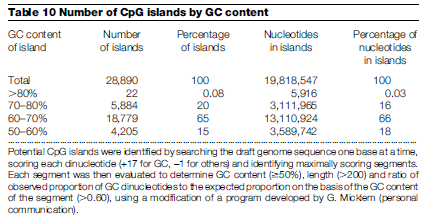 Table 10 Number of CpG islands by GC content
GC content of island Number of islands Percentage of islands Nucleotides in islands Percentage of nucleotides in islands
Total 28,890 100 19,818,547 100
>80% 22 0.08 5,916 0.03
70–80% 5,884 20 3,111,965 16
60–70% 18,779 65 13,110,924 66
50–60% 4,205 15 3,589,742 18
Potential CpG islands were identified by searching the draft genome sequence one base at a time,
scoring each dinucleotide (+17 for GC, –1 for others) and identifying maximally scoring segments.
Each segment was then evaluated to determine GC content (≥50%), length (>200) and ratio of
observed proportion of GC dinucleotides to the expected proportion on the basis of the GC content
of the segment (>0.60), using a modification of a program developed by G. Micklem (personal
communication).